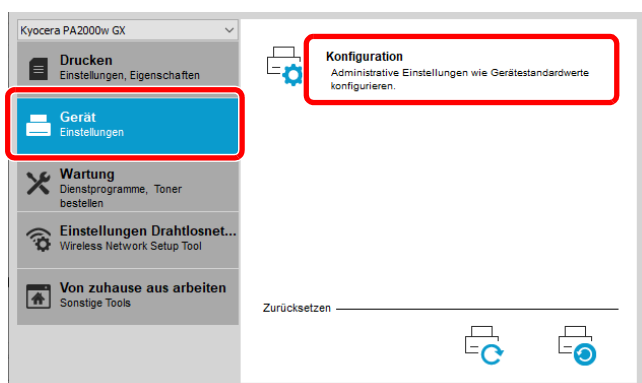 Kyocera PA2000w GX
Drucken
Einstellungen, Eigenschaften
Gerät
Einstellungen
Wartung
Dienstprogramme, Toner
bestellen
Einstellungen Drahtlosnet...
Wireless Network Setup Tool
Von zuhause aus arbeiten
Sonstige Tools
Konfiguration
Administrative Einstellungen wie Gerätestandardwerte
konfigurieren.
Zurücksetzen